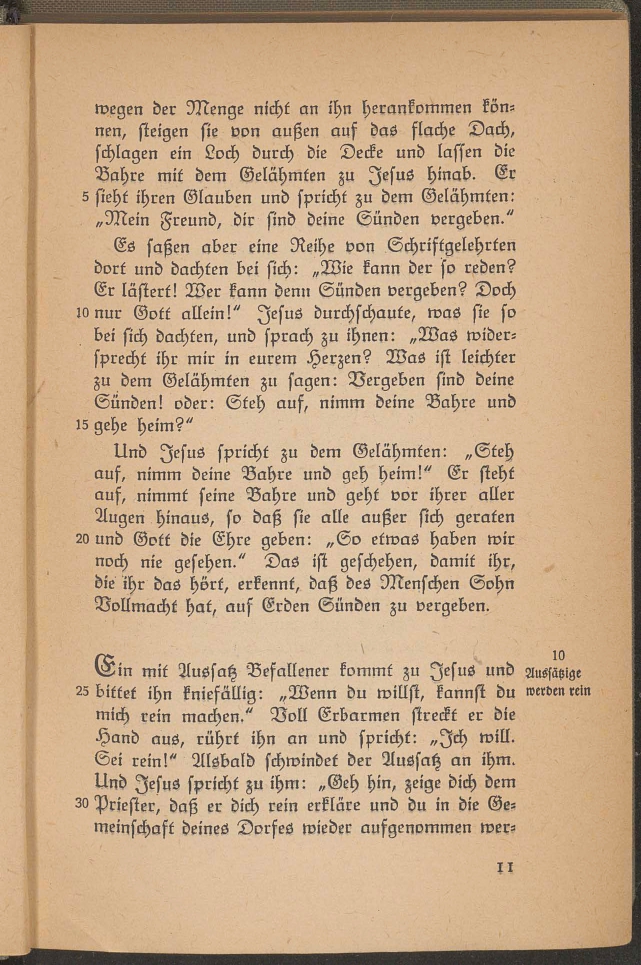 wegen der Menge nicht an ihn herankommen kön-
nen, steigen sie von außen auf das flache Dach,
schlagen ein Loch durch die Decke und lassen die
Bahre mit dem Gelähmten zu Jesus hinab. Er
5 sieht ihren Glauben und spricht zu dem Gelähmten:
„Mein Freund, dir sind deine Sünden vergeben.“
Es saßen aber eine Reihe von Schriftgelehrten
dort und dachten bei sich: „Wie kann der so reden?
Er lästert! Wer kann denn Sünden vergeben? Doch
10 nur Gott allein!“ Jesus durchschaute, was sie so
bei sich dachten, und sprach zu ihnen: „Was wider-
sprecht ihr mir in eurem Herzen? Was ist leichter
zu dem Gelähmten zu sagen: Vergeben sind deine
Sünden! oder: Steh auf, nimm deine Bahre und
15 gehe heim?“
Und Jesus spricht zu dem Gelähmten: „Steh
auf, nimm deine Bahre und geh heim!“ Er steht
auf, nimmt seine Bahre und geht vor ihrer aller
Augen hinaus, so daß sie alle außer sich geraten
20 und Gott die Ehre geben: „So etwas haben wir
noch nie gesehen.“ Das ist geschehen, damit ihr,
die ihr das hört, erkennt, daß des Menschen Sohn
Vollmacht hat, auf Erden Sünden zu vergeben.
10
Aussätzige
werden rein
Ein mit Aussatz Befallener kommt zu Jesus und
25 bittet ihn kniefällig: „Wenn du willst, kannst du
mich rein machen.“ Voll Erbarmen streckt er die
Hand aus, rührt ihn an und spricht: „Ich will.
Sei rein!“ Alsbald schwindet der Aussatz an ihm.
Und Jesus spricht zu ihm: „Geh hin, zeige dich dem
30 Priester, daß er dich rein erkläre und du in die Ge-
meinschaft deines Dorfes wieder aufgenommen wer-
11